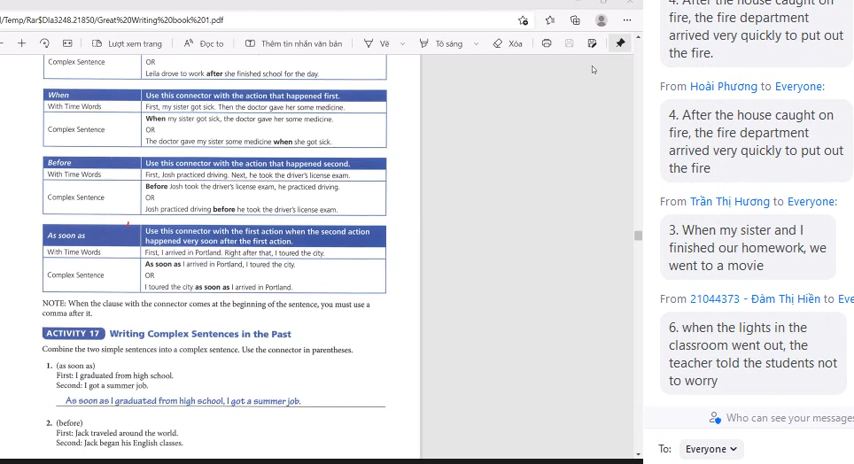 /Temp/Rar$DIa3248.21850/Great%20Writing%20book%201.pdf
Lượt xem trang
Đọc to
Thêm tin nhắn văn bản
Vẽ
Tô sáng
Xóa
Complex Sentence
OR
Leila drove to work after she finished school for the day.
When
Use this connector with the action that happened first.
With Time Words
First, my sister got sick. Then the doctor gave her some medicine.
Complex Sentence
When my sister got sick, the doctor gave her some medicine.
OR
The doctor gave my sister some medicine when she got sick.
Before
Use this connector with the action that happened second.
With Time Words
First, Josh practiced driving. Next, he took the driver's license exam.
Complex Sentence
Before Josh took the driver's license exam, he practiced driving.
OR
Josh practiced driving before he took the driver's license exam.
As soon as
Use this connector with the first action when the second action
happened very soon after the first action.
With Time Words
First, I arrived in Portland. Right after that, I toured the city.
Complex Sentence
As soon as I arrived in Portland, I toured the city.
OR
I toured the city as soon as I arrived in Portland.
NOTE: When the clause with the connector comes at the beginning of the sentence, you must use a
comma after it.
ACTIVITY 17 Writing Complex Sentences in the Past
Combine the two simple sentences into a complex sentence. Use the connector in parentheses.
1. (as soon as)
First: I graduated from high school.
Second: I got a summer job.
As soon as I graduated from high school, I got a summer job.
2. (before)
First: Jack traveled around the world.
Second: Jack began his English classes.
4. After the house caught on
fire, the fire department
arrived very quickly to put out
the fire.
From Hoài Phương to Everyone:
4. After the house caught on
fire, the fire department
arrived very quickly to put out
the fire
From Trần Thị Hương to Everyone:
3. When my sister and I
finished our homework, we
went to a movie
From 21044373 - Đàm Thị Hiền to Eve
6. when the lights in the
classroom went out, the
teacher told the students not
to worry
Who can see your messages
To: Everyone